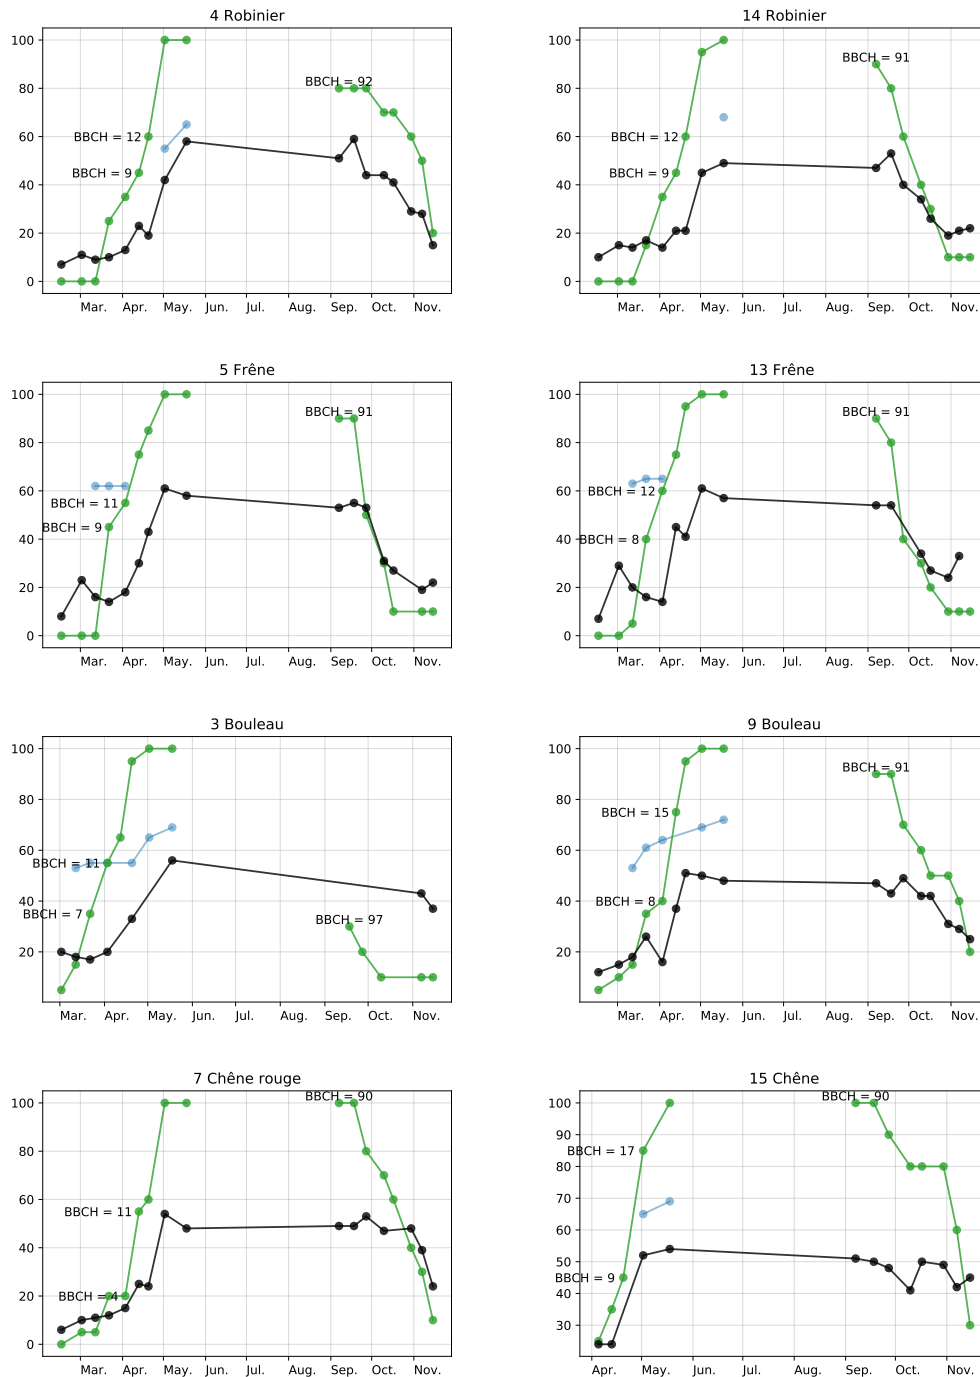 4 Robinier
14 Robinier
100
80
60
40
20
0
BBCH = 12
BBCH = 9
BBCH = 92
Mar. Apr. May. Jun. Jul. Aug. Sep. Oct. Nov.
100
80
60
40
20
0
BBCH = 12
BBCH = 9
BBCH = 91
Mar. Apr. May. Jun. Jul. Aug. Sep. Oct. Nov.
5 Frêne
13 Frêne
100
80
60
40
20
0
BBCH = 11
BBCH = 9
BBCH = 91
Mar. Apr. May. Jun. Jul. Aug. Sep. Oct. Nov.
100
80
60
40
20
0
BBCH = 12
BBCH = 8
BBCH = 91
Mar. Apr. May. Jun. Jul. Aug. Sep. Oct. Nov.
3 Bouleau
9 Bouleau
100
80
60
40
20
BBCH = 11
BBCH = 7
BBCH = 97
Mar. Apr. May. Jun. Jul. Aug. Sep. Oct. Nov.
100
80
60
40
20
BBCH = 15
BBCH = 8
BBCH = 91
Mar. Apr. May. Jun. Jul. Aug. Sep. Oct. Nov.
7 Chêne rouge
15 Chêne
100
80
60
40
20
0
BBCH = 11
BBCH = 4
BBCH = 90
Mar. Apr. May. Jun. Jul. Aug. Sep. Oct. Nov.
100
90
80
70
60
50
40
30
BBCH = 17
BBCH = 9
BBCH = 90
Apr. May. Jun. Jul. Aug. Sep. Oct. Nov.